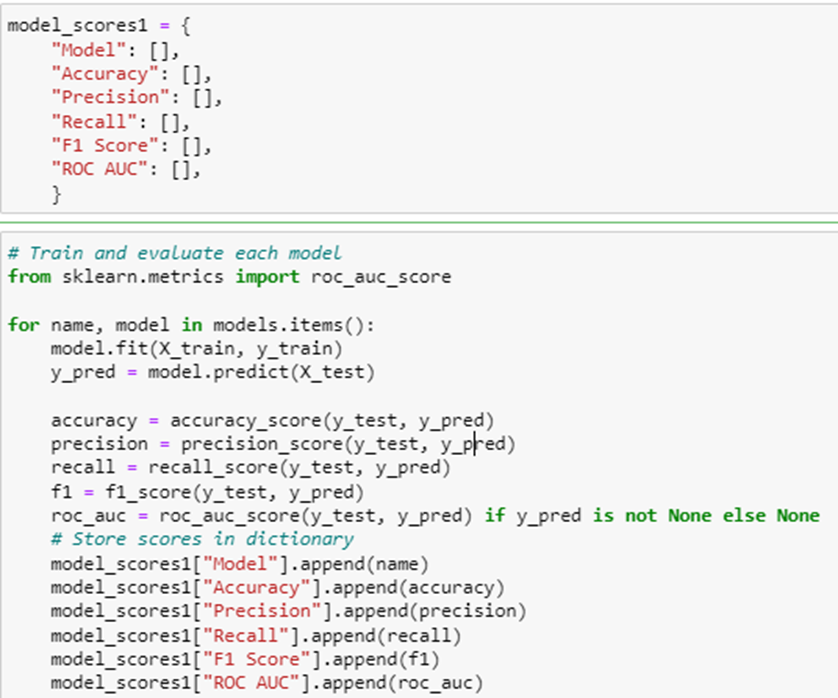 model_scores1 = {
    "Model": [],
    "Accuracy": [],
    "Precision": [],
    "Recall": [],
    "F1 Score": [],
    "ROC AUC": [],
    }
# Train and evaluate each model
from sklearn.metrics import roc_auc_score

for name, model in models.items():
    model.fit(X_train, y_train)
    y_pred = model.predict(X_test)

    accuracy = accuracy_score(y_test, y_pred)
    precision = precision_score(y_test, y_pred)
    recall = recall_score(y_test, y_pred)
    f1 = f1_score(y_test, y_pred)
    roc_auc = roc_auc_score(y_test, y_pred) if y_pred is not None else None
    # Store scores in dictionary
    model_scores1["Model"].append(name)
    model_scores1["Accuracy"].append(accuracy)
    model_scores1["Precision"].append(precision)
    model_scores1["Recall"].append(recall)
    model_scores1["F1 Score"].append(f1)
    model_scores1["ROC AUC"].append(roc_auc)